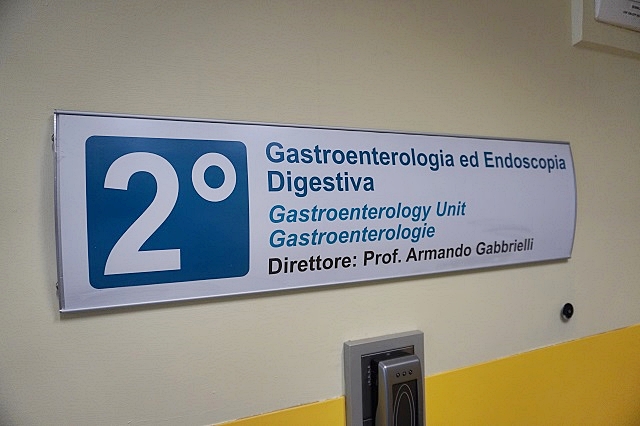 2°
Gastroenterologia ed Endoscopia
Digestiva
Gastroenterology Unit
Gastroenterologie
Direttore: Prof. Armando Gabbrielli